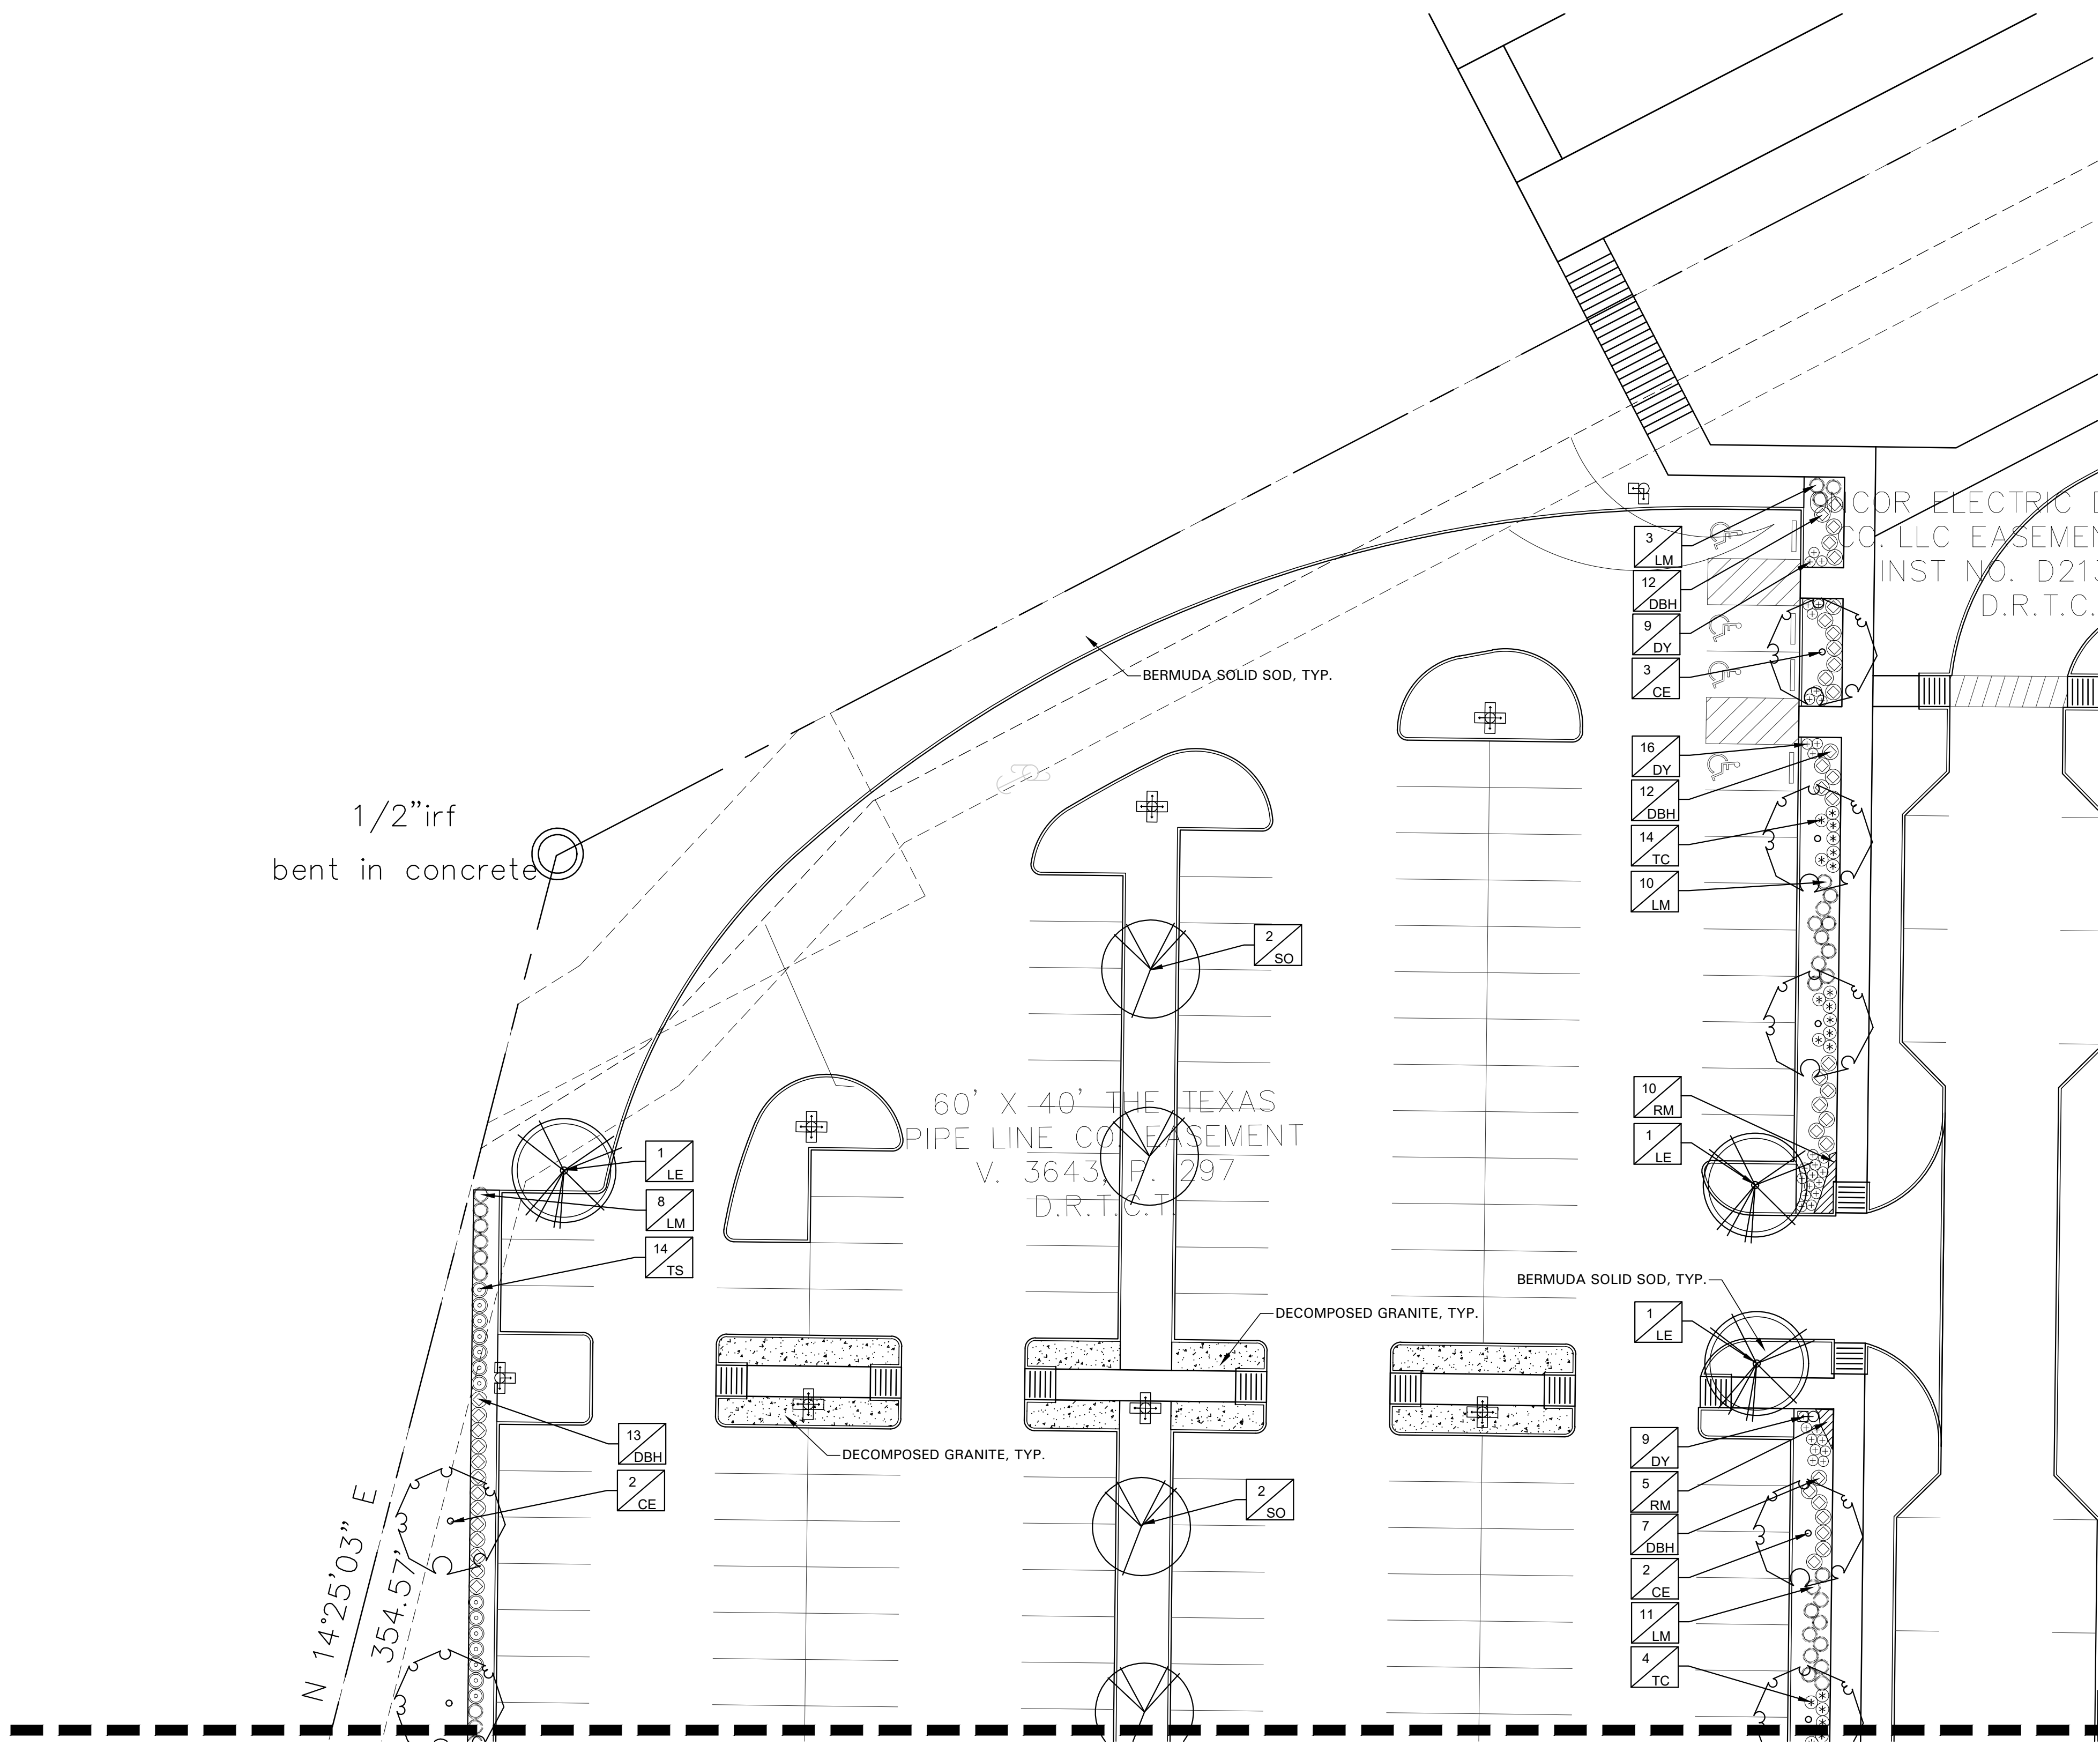 NCOR ELECTRIC D
CO. LLC EASEMEN
INST NO. D213
D.R.T.C.
3
LM
12
DBH
9
DY
3
CE
BERMUDA SOLID SOD, TYP.
16
DY
12
DBH
14
TC
10
LM
1/2"irf
bent in concrete
2
SO
60' X 40' THE TEXAS
PIPE LINE CO. EASEMENT
V. 3643, P. 297
D.R.T.C.T.
10
RM
1
LE
1
LE
8
LM
14
TS
BERMUDA SOLID SOD, TYP.
DECOMPOSED GRANITE, TYP.
1
LE
13
DBH
2
CE
DECOMPOSED GRANITE, TYP.
2
SO
9
DY
5
RM
7
DBH
2
CE
11
LM
4
TC
N 14°25'03" E
354.57'